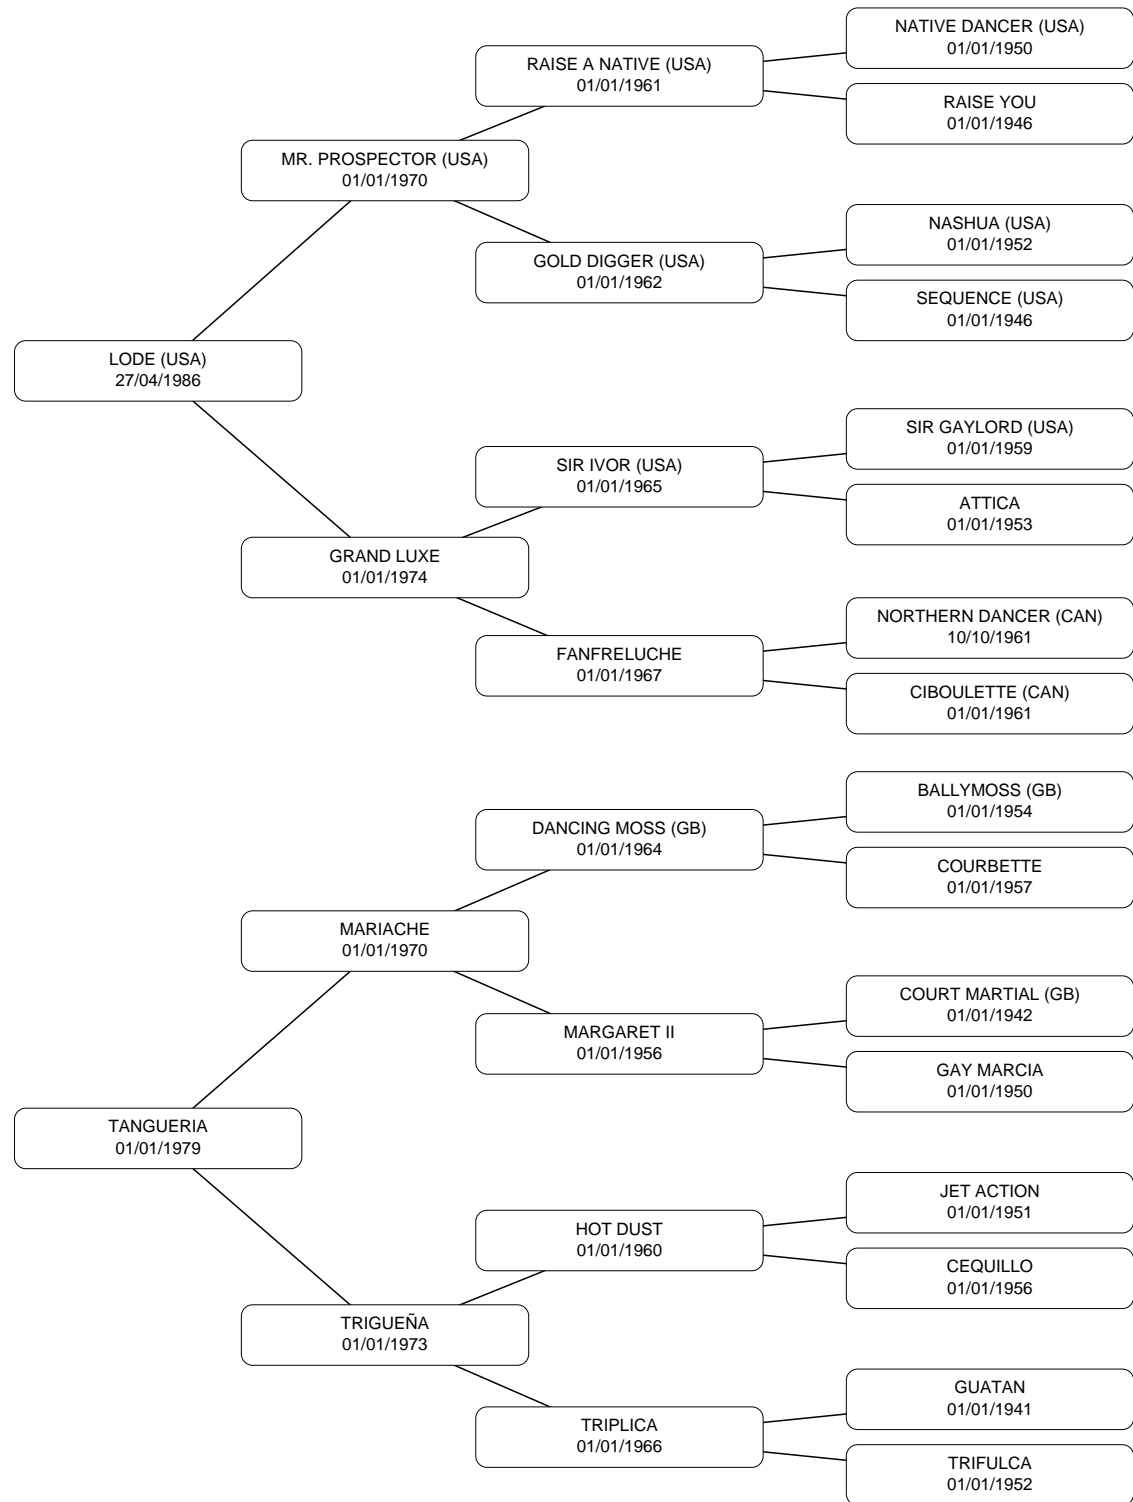 NATIVE DANCER (USA)
01/01/1950
RAISE A NATIVE (USA)
01/01/1961
RAISE YOU
01/01/1946
MR. PROSPECTOR (USA)
01/01/1970
NASHUA (USA)
01/01/1952
GOLD DIGGER (USA)
01/01/1962
SEQUENCE (USA)
01/01/1946
LODE (USA)
27/04/1986
SIR GAYLORD (USA)
01/01/1959
SIR IVOR (USA)
01/01/1965
ATTICA
01/01/1953
GRAND LUXE
01/01/1974
NORTHERN DANCER (CAN)
10/10/1961
FANFRELUCHE
01/01/1967
CIBOULETTE (CAN)
01/01/1961
BALLYMOSS (GB)
01/01/1954
DANCING MOSS (GB)
01/01/1964
COURBETTE
01/01/1957
MARIACHE
01/01/1970
COURT MARTIAL (GB)
01/01/1942
MARGARET II
01/01/1956
GAY MARCIA
01/01/1950
TANGUERIA
01/01/1979
JET ACTION
01/01/1951
HOT DUST
01/01/1960
CEQUILLO
01/01/1956
TRIGUEÑA
01/01/1973
GUATAN
01/01/1941
TRIPLICA
01/01/1966
TRIFULCA
01/01/1952